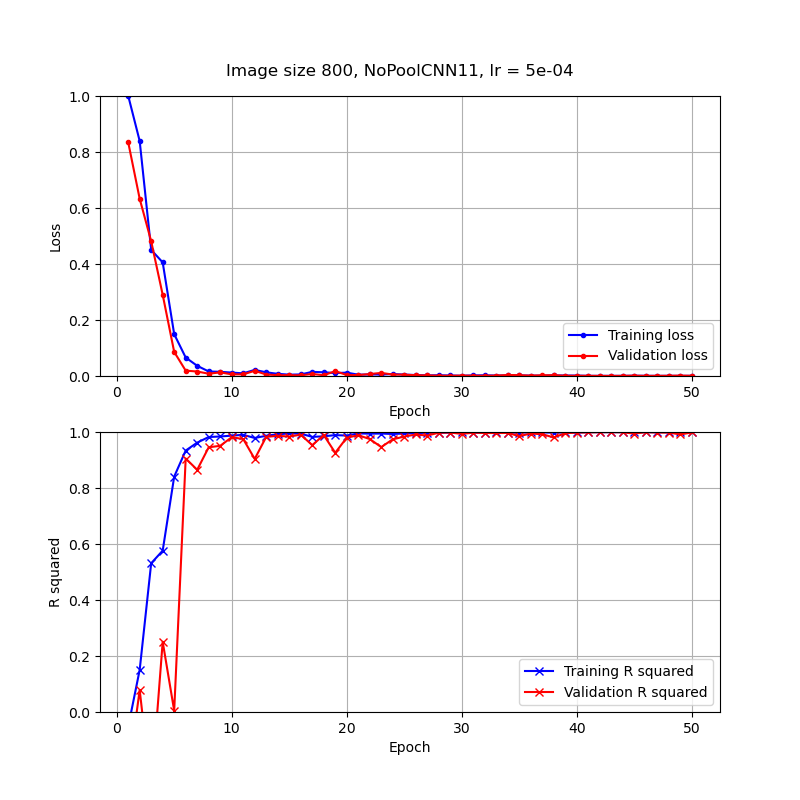 Image size 800, NoPoolCNN11, lr = 5e-04
1.0
0.8
0.6
0.4
0.2
0.0
Loss
Training loss
Validation loss
0 10 20 30 40 50
Epoch
1.0
0.8
0.6
0.4
0.2
0.0
R squared
Training R squared
Validation R squared
0 10 20 30 40 50
Epoch